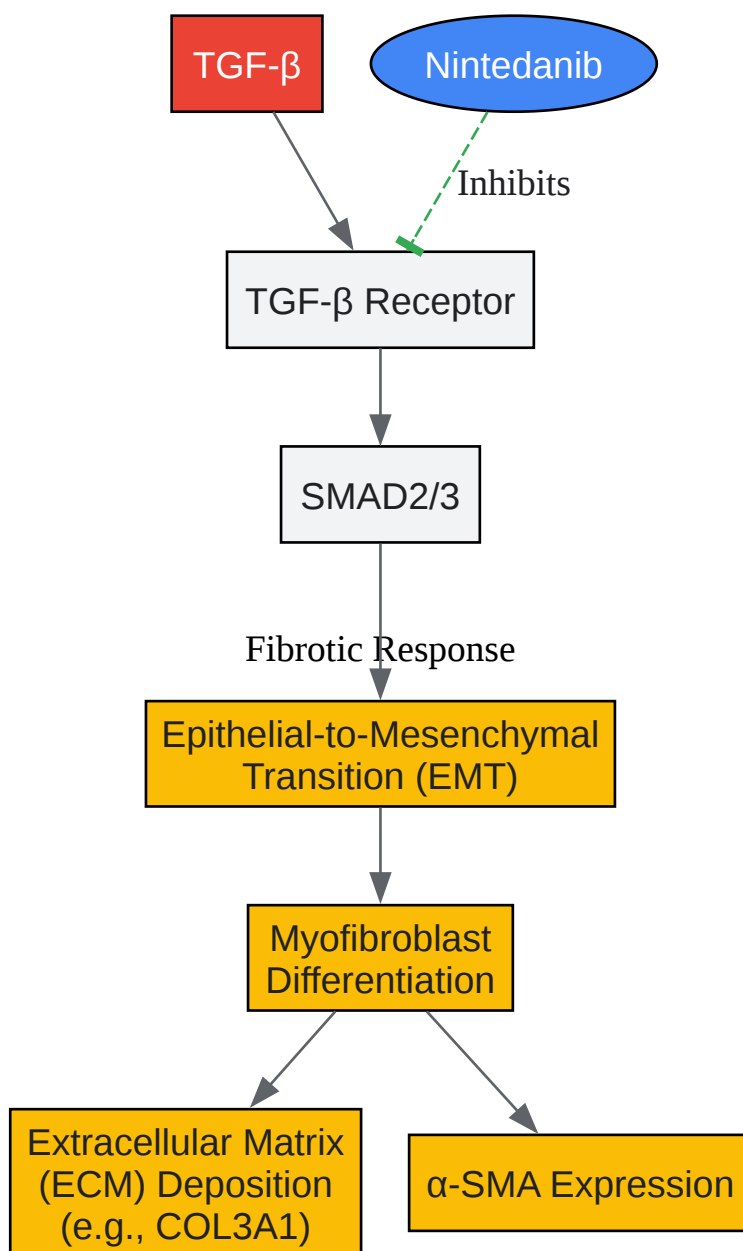 TGF-β
Nintedanib
Inhibits
TGF-β Receptor
SMAD2/3
Fibrotic Response
Epithelial-to-Mesenchymal
Transition (EMT)
Myofibroblast
Differentiation
Extracellular Matrix
(ECM) Deposition
(e.g., COL3A1)
α-SMA Expression